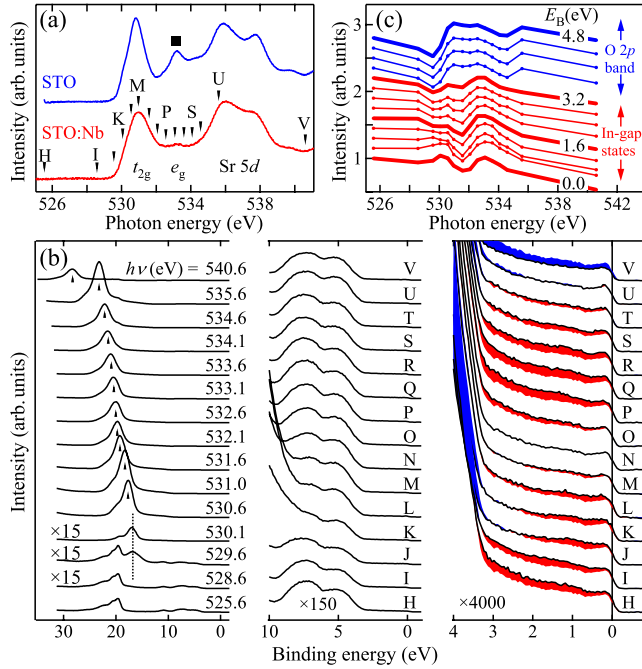 (a)
STO
STO:Nb
H
I
K
M
P
S
U
V
t2g
eg
Sr 5d
526
530
534
538
Photon energy (eV)
Intensity (arb. units)
(c)
EB(eV)
4.8
3.2
1.6
0.0
O 2p
band
In-gap
states
3
2
1
526
530
534
538
542
Photon energy (eV)
Intensity (arb. units)
(b)
hν(eV) = 540.6
535.6
534.6
534.1
533.6
533.1
532.6
532.1
531.6
531.0
530.6
×15 530.1
×15 529.6
×15 528.6
525.6
30 20 10 0
V
U
T
S
R
Q
P
O
N
M
L
K
J
I
H
×150
10 5 0
V
U
T
S
R
Q
P
O
N
M
L
K
J
I
H
×4000
4 3 2 1 0
Intensity (arb. units)
Binding energy (eV)